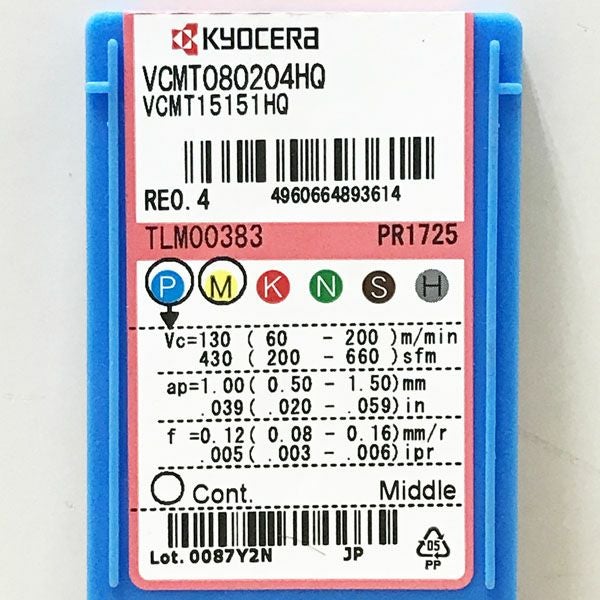 KYOCERA
VCMT080204HQ
VCMT15151HQ
RE0.4 4960664893614
TLM00383 PR1725
P M K N S H
Vc=130 ( 60 - 200 )m/min
430 ( 200 - 660 )sfm
ap=1.00( 0.50 - 1.50)mm
.039( .020 - .059)in
f =0.12( 0.08 - 0.16)mm/r
.005( .003 - .006)ipr
Cont. Middle
Lot. 0087Y2N JP
05
PP